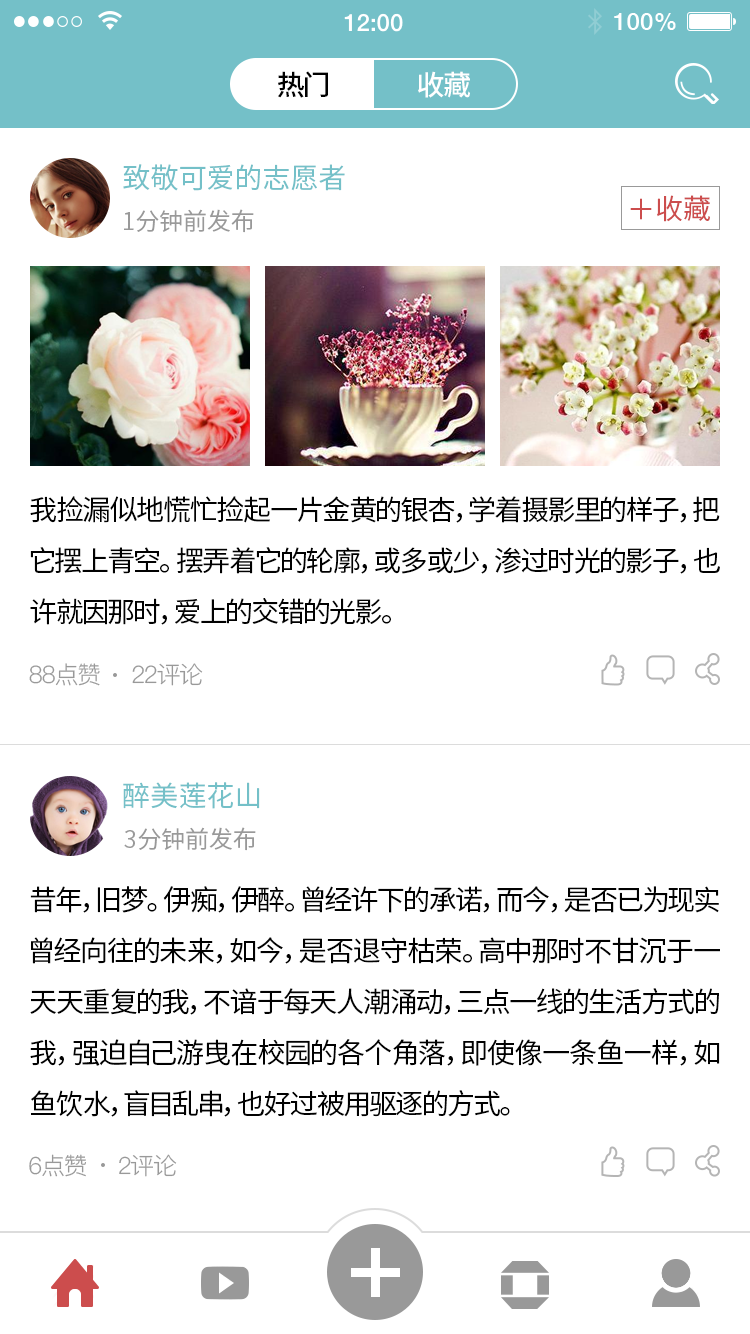 12:00
100%
热门
收藏
致敬可爱的志愿者
1分钟前发布
＋收藏
我捡漏似地慌忙捡起一片金黄的银杏，学着摄影里的样子，把
它摆上青空。摆弄着它的轮廓，或多或少，渗过时光的影子，也
许就因那时，爱上的交错的光影。
88点赞 · 22评论
醉美莲花山
3分钟前发布
昔年，旧梦。伊痴，伊醉。曾经许下的承诺，而今，是否已为现实
曾经向往的未来，如今，是否退守枯荣。高中那时不甘沉于一
天天重复的我，不谙于每天人潮涌动，三点一线的生活方式的
我，强迫自己游曳在校园的各个角落，即使像一条鱼一样，如
鱼饮水，盲目乱串，也好过被用驱逐的方式。
6点赞 · 2评论